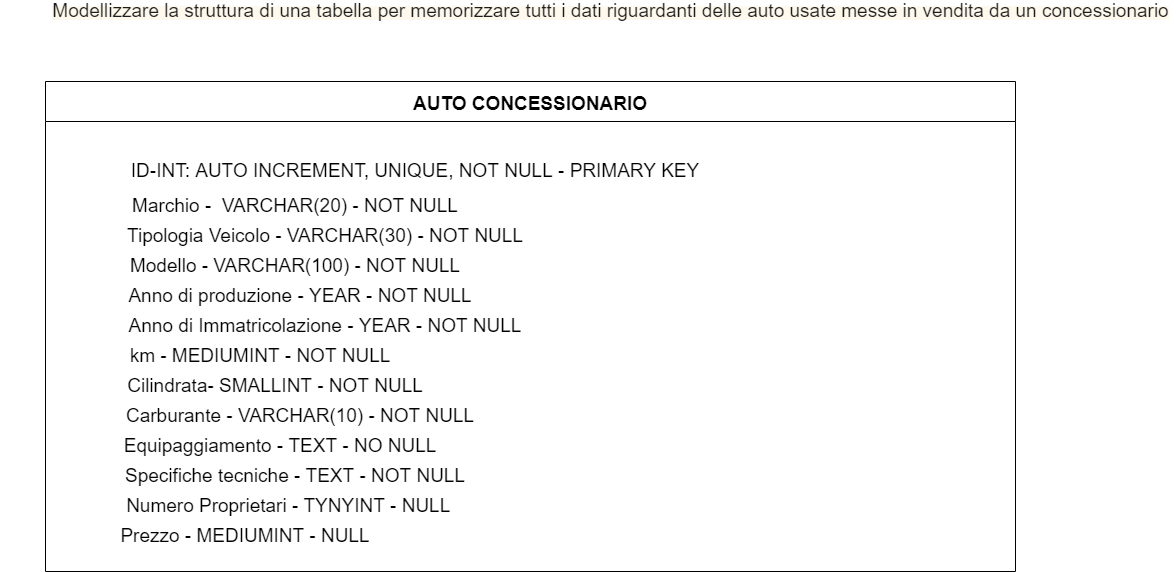 Modellizzare la struttura di una tabella per memorizzare tutti i dati riguardanti delle auto usate messe in vendita da un concessionario
AUTO CONCESSIONARIO
ID-INT: AUTO INCREMENT, UNIQUE, NOT NULL - PRIMARY KEY
Marchio - VARCHAR(20) - NOT NULL
Tipologia Veicolo - VARCHAR(30) - NOT NULL
Modello - VARCHAR(100) - NOT NULL
Anno di produzione - YEAR - NOT NULL
Anno di Immatricolazione - YEAR - NOT NULL
km - MEDIUMINT - NOT NULL
Cilindrata- SMALLINT - NOT NULL
Carburante - VARCHAR(10) - NOT NULL
Equipaggiamento - TEXT - NO NULL
Specifiche tecniche - TEXT - NOT NULL
Numero Proprietari - TYNYINT - NULL
Prezzo - MEDIUMINT - NULL